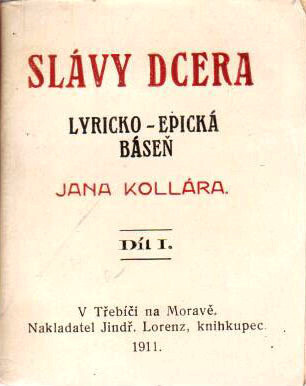 SLÁVY DCERA
LYRICKO-EPICKÁ
BÁSEŇ
JANA KOLLÁRA.
Díl I.
V Třebíči na Moravě.
Nakladatel Jindř. Lorenz, knihkupec
1911.